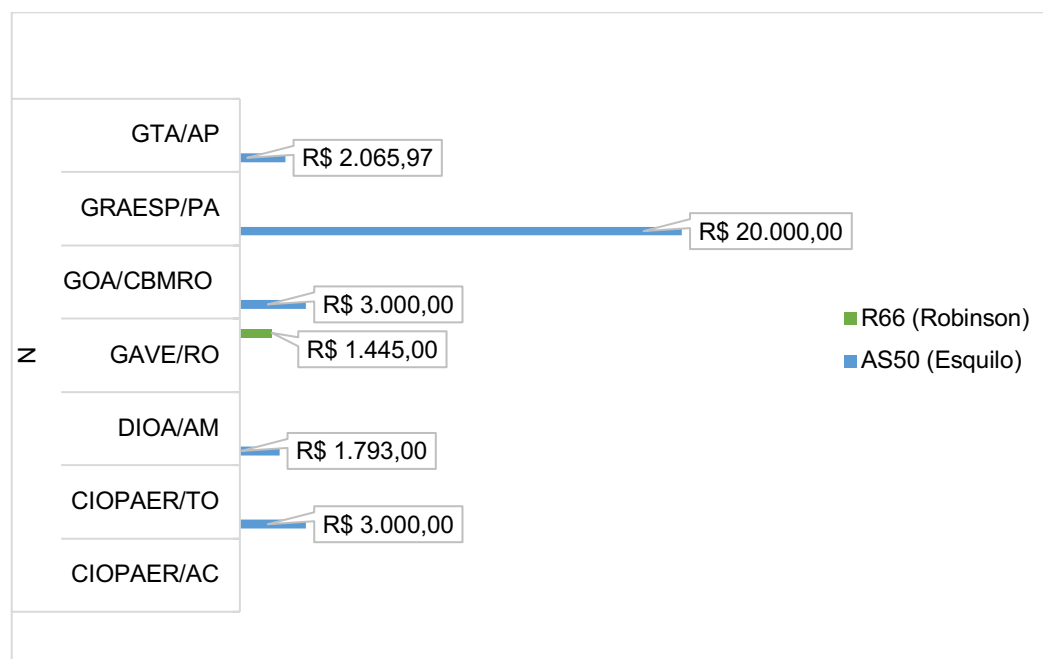 GTA/AP
R$ 2.065,97
GRAESP/PA
R$ 20.000,00
GOA/CBMRO
R$ 3.000,00
N
GAVE/RO
R$ 1.445,00
DIOA/AM
R$ 1.793,00
CIOPAER/TO
R$ 3.000,00
CIOPAER/AC
R66 (Robinson)
AS50 (Esquilo)